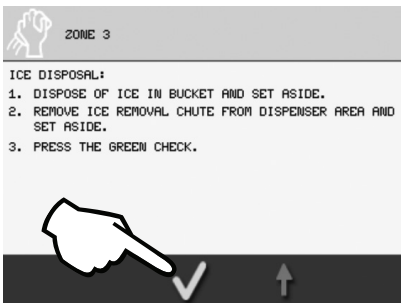 ZONE 3
ICE DISPOSAL:
1. DISPOSE OF ICE IN BUCKET AND SET ASIDE.
2. REMOVE ICE REMOVAL CHUTE FROM DISPENSER AREA AND
SET ASIDE.
3. PRESS THE GREEN CHECK.